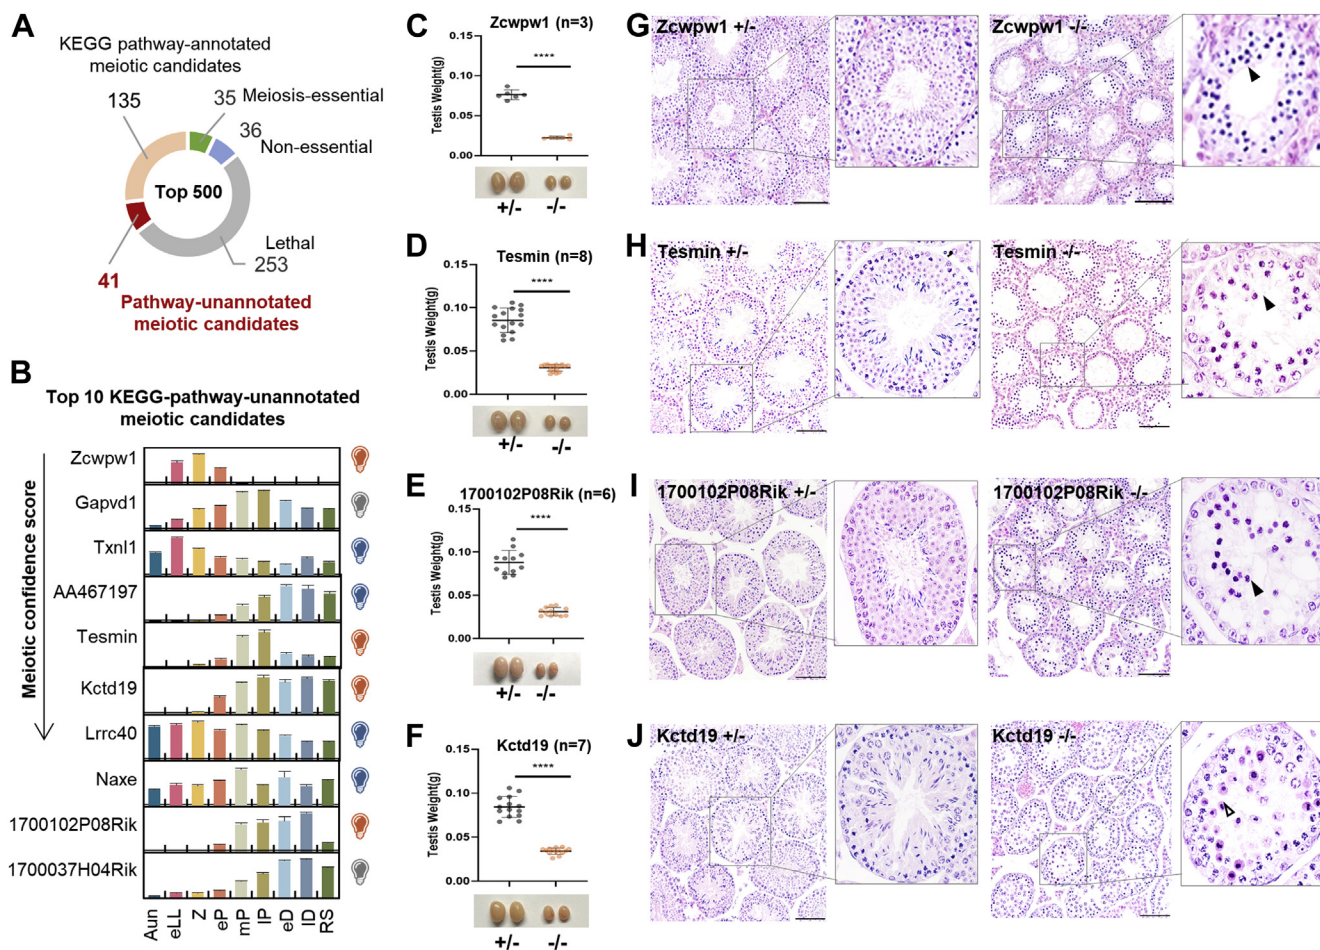 A
KEGG pathway-annotated
meiotic candidates
135
35 Meiosis-essential
36
Non-essential
Top 500
Lethal
253
41
Pathway-unannotated
meiotic candidates
B
Top 10 KEGG-pathway-unannotated
meiotic candidates
Meiotic confidence score
Zcwpw1
Gapvd1
Txnl1
AA467197
Tesmin
Kctd19
Lrrc40
Naxe
1700102P08Rik
1700037H04Rik
Aun
eLL
Z
eP
mP
lP
eD
lD
RS
C
Zcwpw1 (n=3)
Testis Weight(g)
0.15
0.10
0.05
0.00
****
+/-
-/-
D
Tesmin (n=8)
Testis Weight(g)
0.15
0.10
0.05
0.00
****
+/-
-/-
E
1700102P08Rik (n=6)
Testis Weight(g)
0.15
0.10
0.05
0.00
****
+/-
-/-
F
Kctd19 (n=7)
Testis Weight(g)
0.15
0.10
0.05
0.00
****
+/-
-/-
G
Zcwpw1 +/-
Zcwpw1 -/-
H
Tesmin +/-
Tesmin -/-
I
1700102P08Rik +/-
1700102P08Rik -/-
J
Kctd19 +/-
Kctd19 -/-